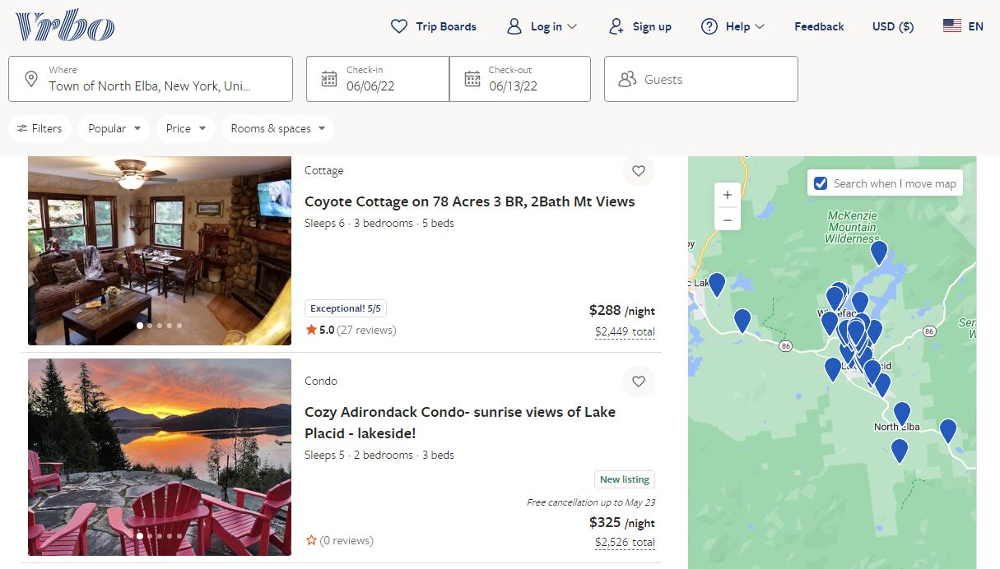 Vrbo
Trip Boards
Log in
Sign up
Help
Feedback
USD ($)
EN
Where
Town of North Elba, New York, Uni...
Check-in
06/06/22
Check-out
06/13/22
Guests
Filters
Popular
Price
Rooms & spaces
Cottage
Coyote Cottage on 78 Acres 3 BR, 2Bath Mt Views
Sleeps 6 · 3 bedrooms · 5 beds
Exceptional! 5/5
5.0 (27 reviews)
$288 /night
$2,449 total
Condo
Cozy Adirondack Condo- sunrise views of Lake
Placid - lakeside!
Sleeps 5 · 2 bedrooms · 3 beds
New listing
Free cancellation up to May 23
$325 /night
$2,526 total
(0 reviews)
+
−
Search when I move map
McKenzie
Mountain
Wilderness
86
86
North Elba